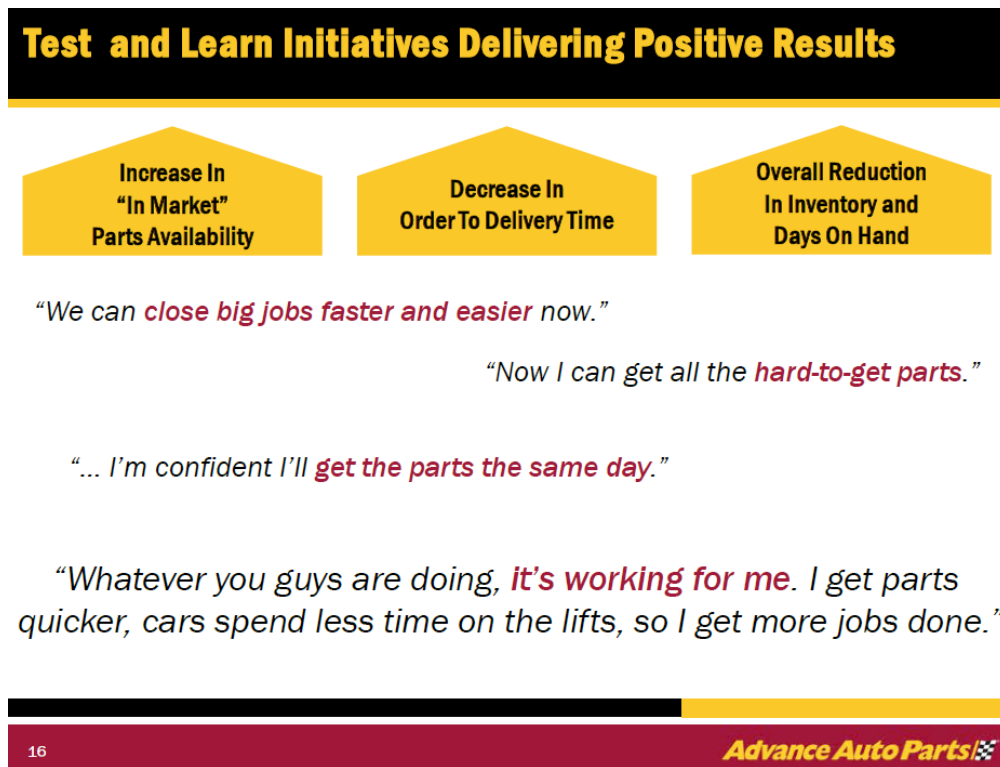 Test and Learn Initiatives Delivering Positive Results
Increase In
“In Market”
Parts Availability
Decrease In
Order To Delivery Time
Overall Reduction
In Inventory and
Days On Hand
“We can close big jobs faster and easier now.”
“Now I can get all the hard-to-get parts.”
“… I’m confident I’ll get the parts the same day.”
“Whatever you guys are doing, it’s working for me. I get parts
quicker, cars spend less time on the lifts, so I get more jobs done.”
16
Advance Auto Parts